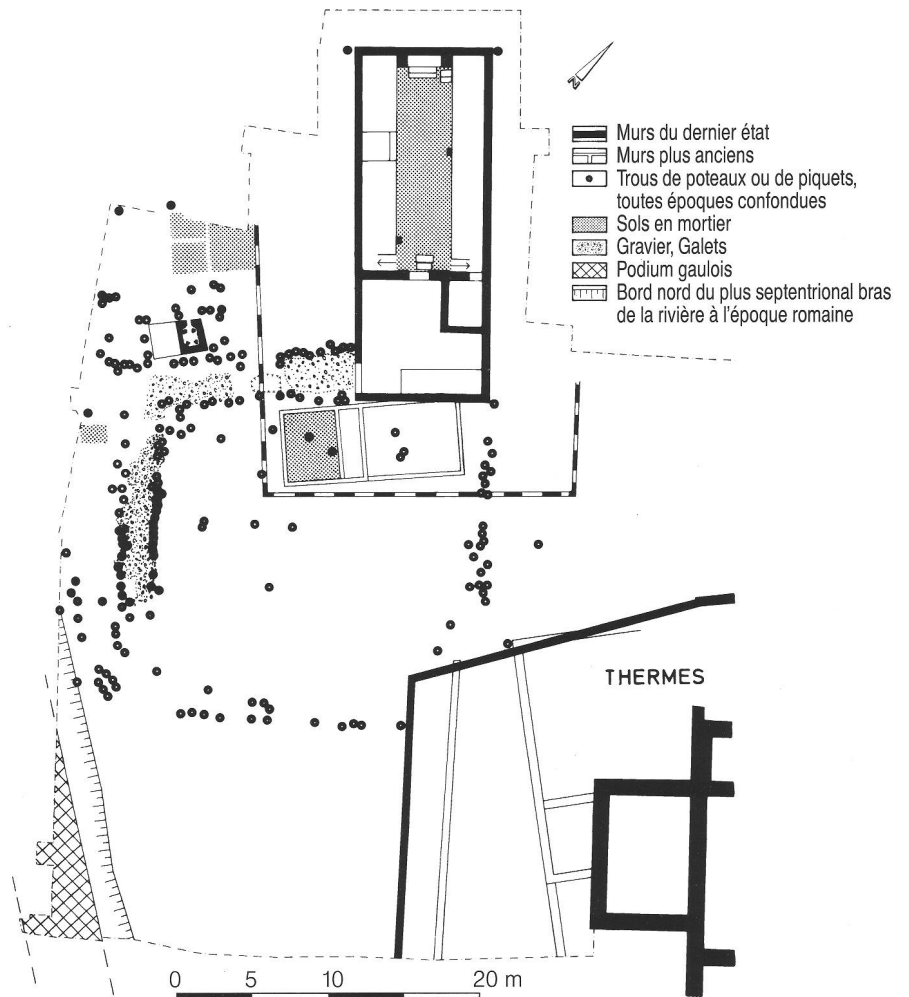 N
Murs du dernier état
Murs plus anciens
Trous de poteaux ou de piquets,
toutes époques confondues
Sols en mortier
Gravier, Galets
Podium gaulois
Bord nord du plus septentrional bras
de la rivière à l'époque romaine
THERMES
0 5 10 20 m